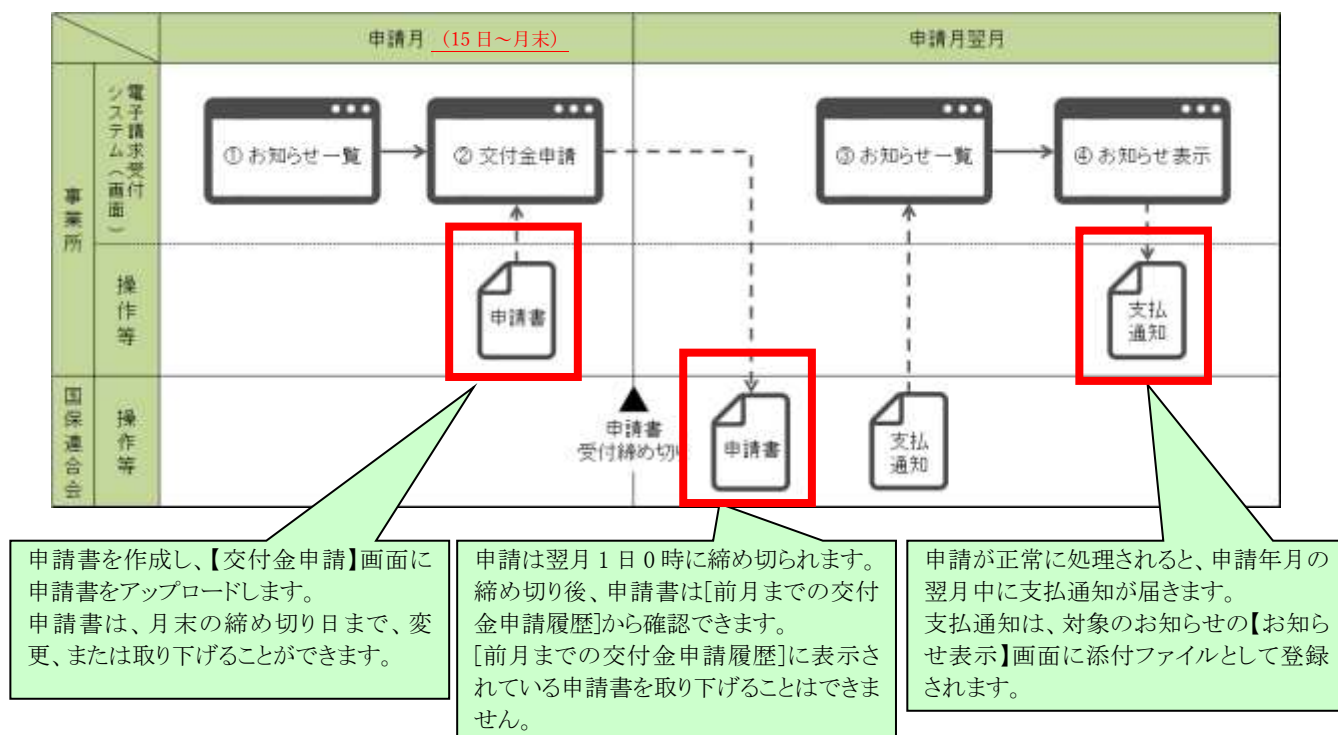 申請月 (15日～月末)
申請月翌月
事業所
電子請求受付
システム(画面)
① お知らせ一覧
② 交付金申請
③ お知らせ一覧
④ お知らせ表示
操作等
申請書
支払
通知
国保連合会
操作等
申請書
受付締め切り
申請書
支払
通知
申請書を作成し、【交付金申請】画面に
申請書をアップロードします。
申請書は、月末の締め切り日まで、変
更、または取り下げることができます。
申請は翌月1日0時に締め切られます。
締め切り後、申請書は[前月までの交付
金申請履歴]から確認できます。
[前月までの交付金申請履歴]に表示さ
れている申請書を取り下げることはできま
せん。
申請が正常に処理されると、申請年月の
翌月中に支払通知が届きます。
支払通知は、対象のお知らせの【お知ら
せ表示】画面に添付ファイルとして登録
されます。